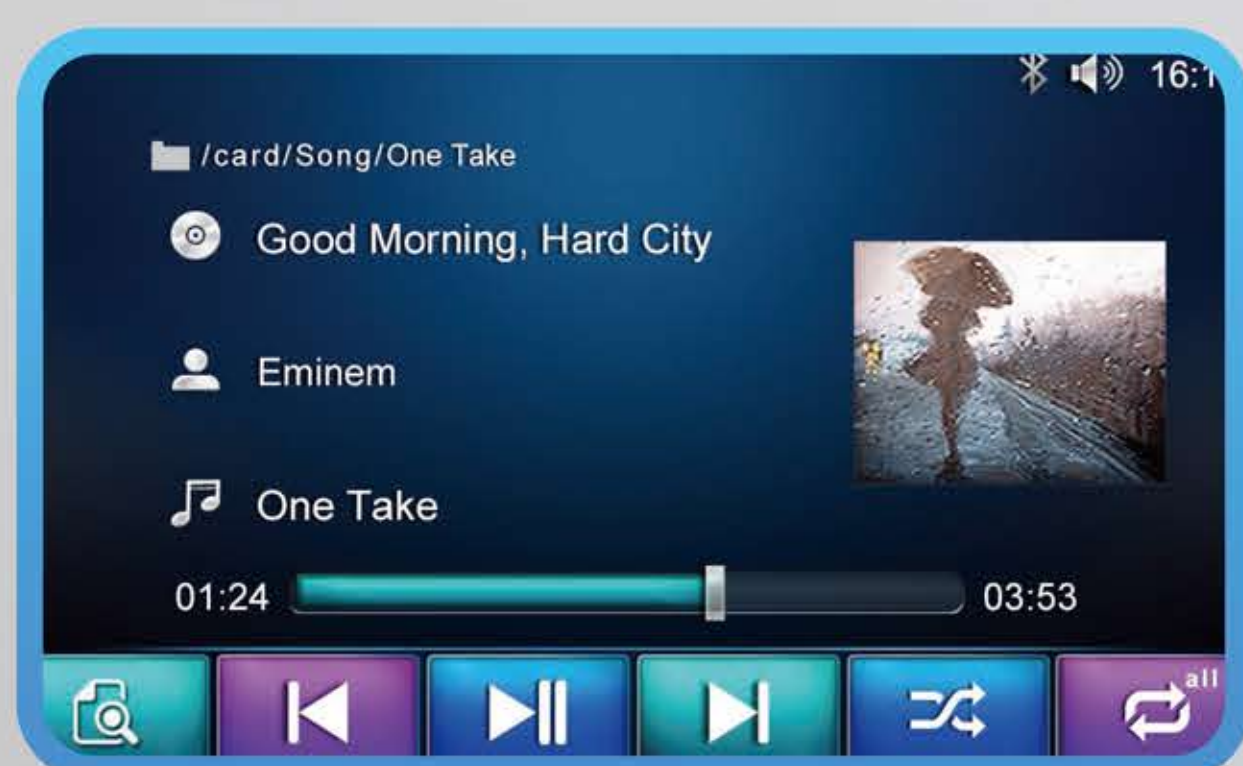 16:1
/card/Song/One Take
Good Morning, Hard City
Eminem
One Take
01:24 03:53
all